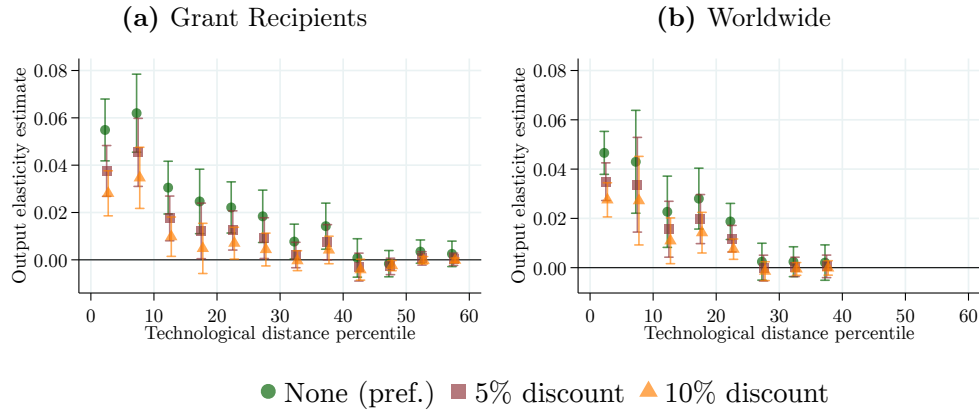 (a) Grant Recipients
(b) Worldwide
Output elasticity estimate
0.08
0.06
0.04
0.02
0.00
0 10 20 30 40 50 60
Technological distance percentile
Output elasticity estimate
0.08
0.06
0.04
0.02
0.00
0 10 20 30 40 50 60
Technological distance percentile
None (pref.) 5% discount 10% discount